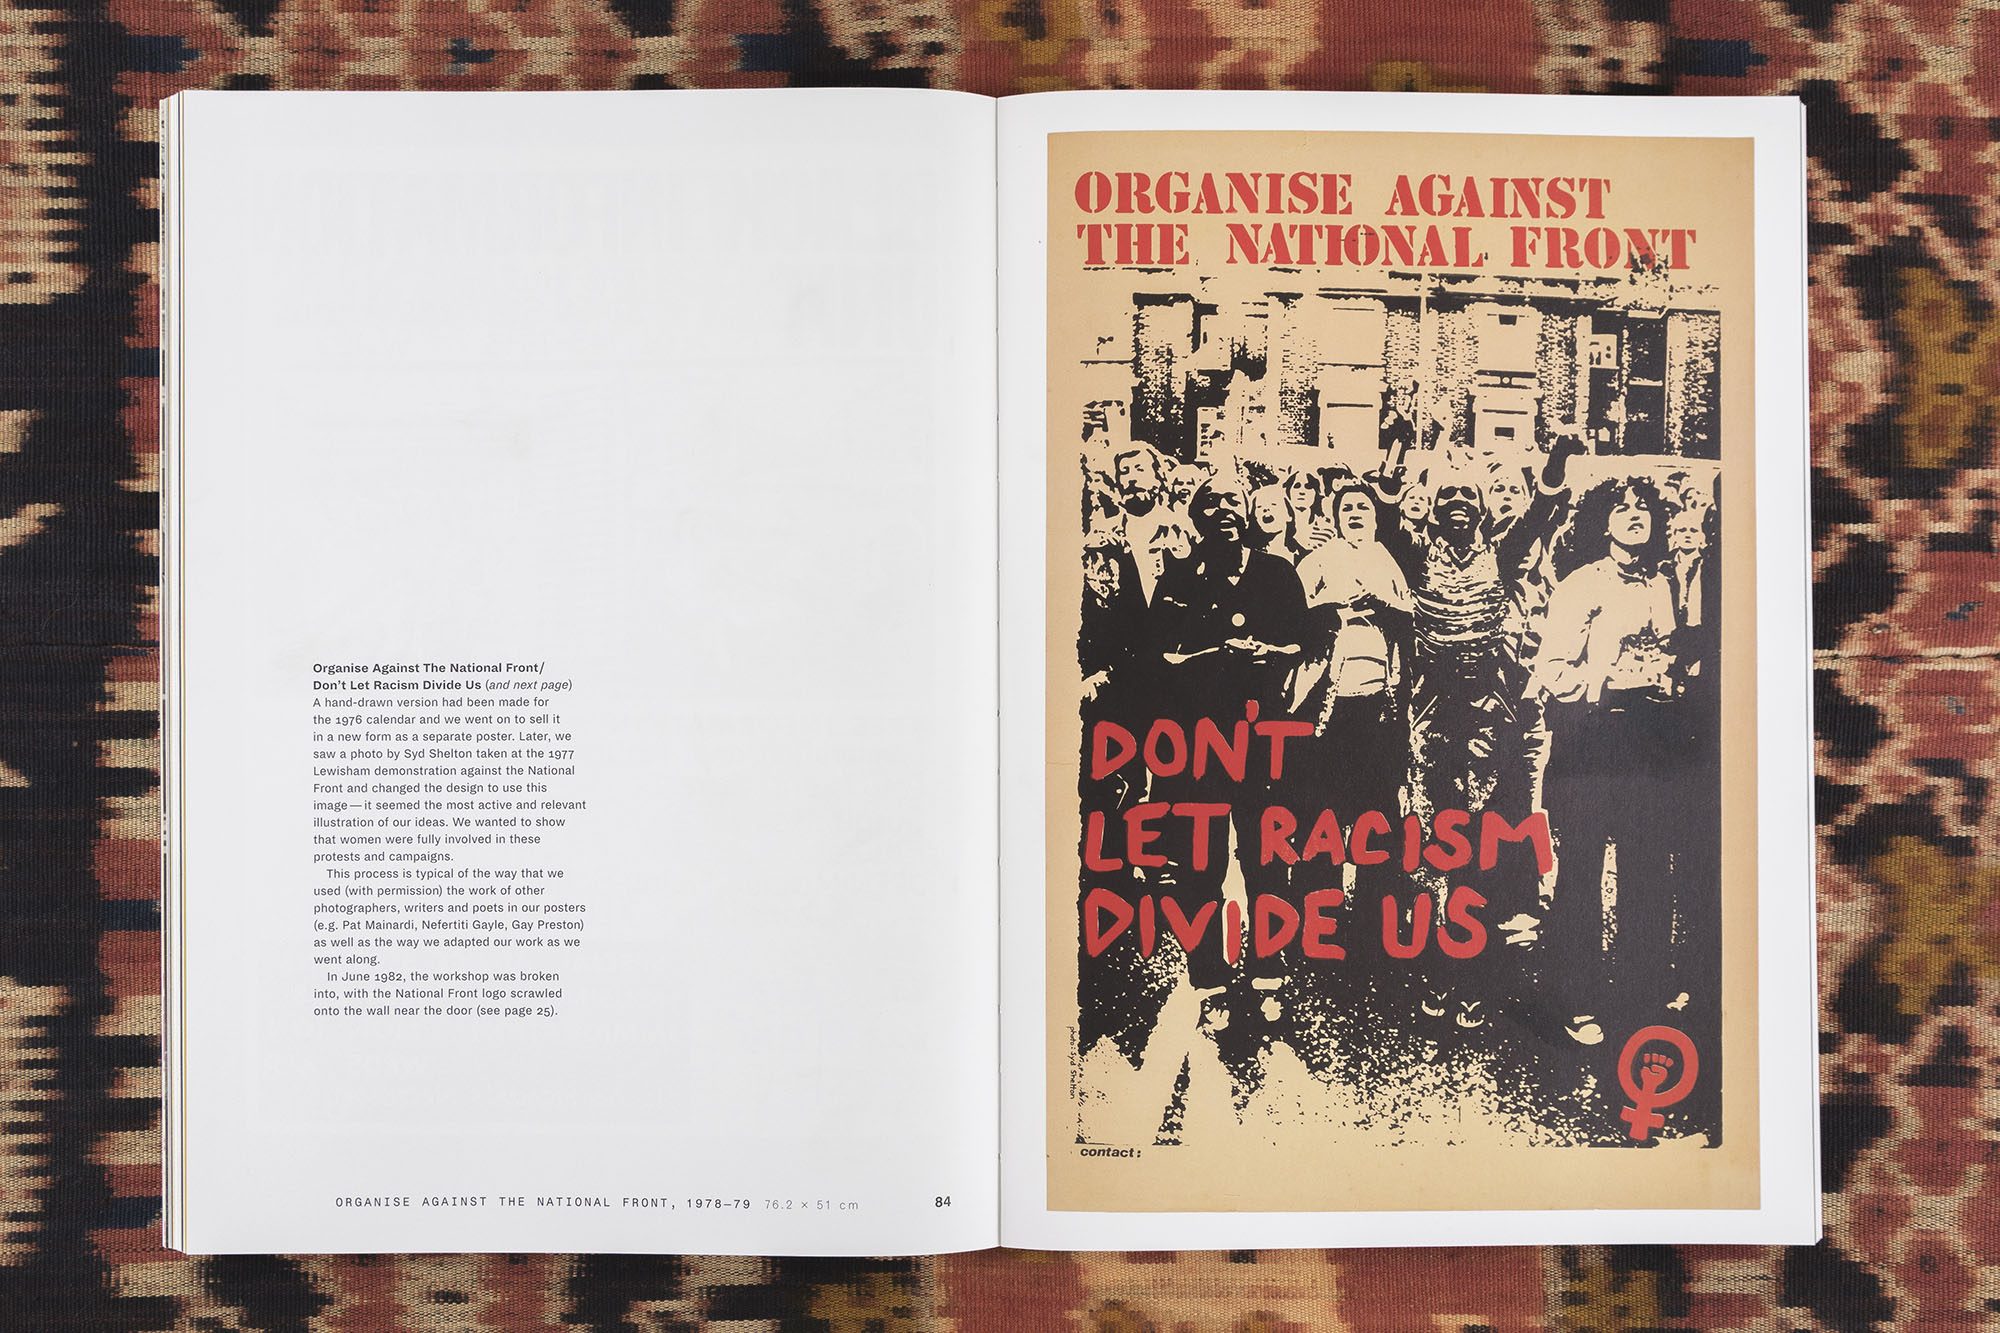 Organise Against The National Front/
Don't Let Racism Divide Us (and next page)
A hand-drawn version had been made for
the 1976 calendar and we went on to sell it
in a new form as a separate poster. Later, we
saw a photo by Syd Shelton taken at the 1977
Lewisham demonstration against the National
Front and changed the design to use this
image — it seemed the most active and relevant
illustration of our ideas. We wanted to show
that women were fully involved in these
protests and campaigns.
This process is typical of the way that we
used (with permission) the work of other
photographers, writers and poets in our posters
(e.g. Pat Mainardi, Nefertiti Gayle, Gay Preston)
as well as the way we adapted our work as we
went along.
In June 1982, the workshop was broken
into, with the National Front logo scrawled
onto the wall near the door (see page 25).
ORGANISE AGAINST THE NATIONAL FRONT, 1978–79 76.2 × 51 cm
84
ORGANISE AGAINST
THE NATIONAL FRONT
DON'T
LET RACISM
DIVIDE US
photo: Syd Shelton
contact: